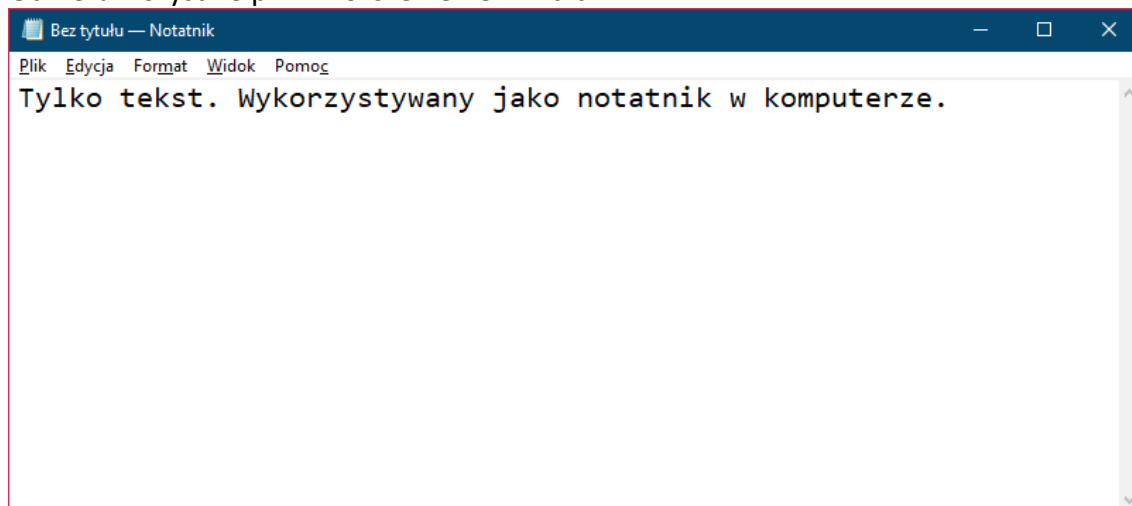 Bez tytułu — Notatnik
Plik Edycja Format Widok Pomoc
Tylko tekst. Wykorzystywany jako notatnik w komputerze.